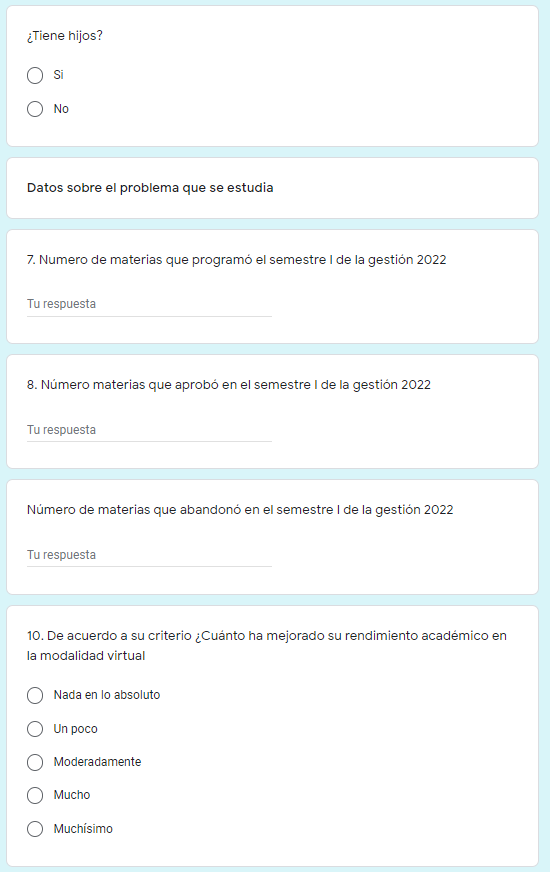 ¿Tiene hijos?
Si
No
Datos sobre el problema que se estudia
7. Numero de materias que programó el semestre I de la gestión 2022
Tu respuesta
8. Número materias que aprobó en el semestre I de la gestión 2022
Tu respuesta
Número de materias que abandonó en el semestre I de la gestión 2022
Tu respuesta
10. De acuerdo a su criterio ¿Cuánto ha mejorado su rendimiento académico en
la modalidad virtual
Nada en lo absoluto
Un poco
Moderadamente
Mucho
Muchísimo